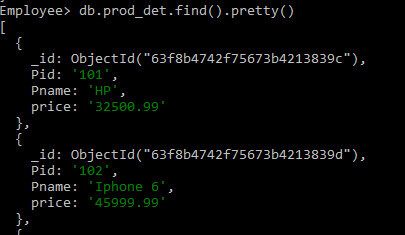 Employee> db.prod_det.find().pretty()
[
  {
    _id: ObjectId("63f8b4742f75673b4213839c"),
    Pid: '101',
    Pname: 'HP',
    price: '32500.99'
  },
  {
    _id: ObjectId("63f8b4742f75673b4213839d"),
    Pid: '102',
    Pname: 'Iphone 6',
    price: '45999.99'
  },
  {